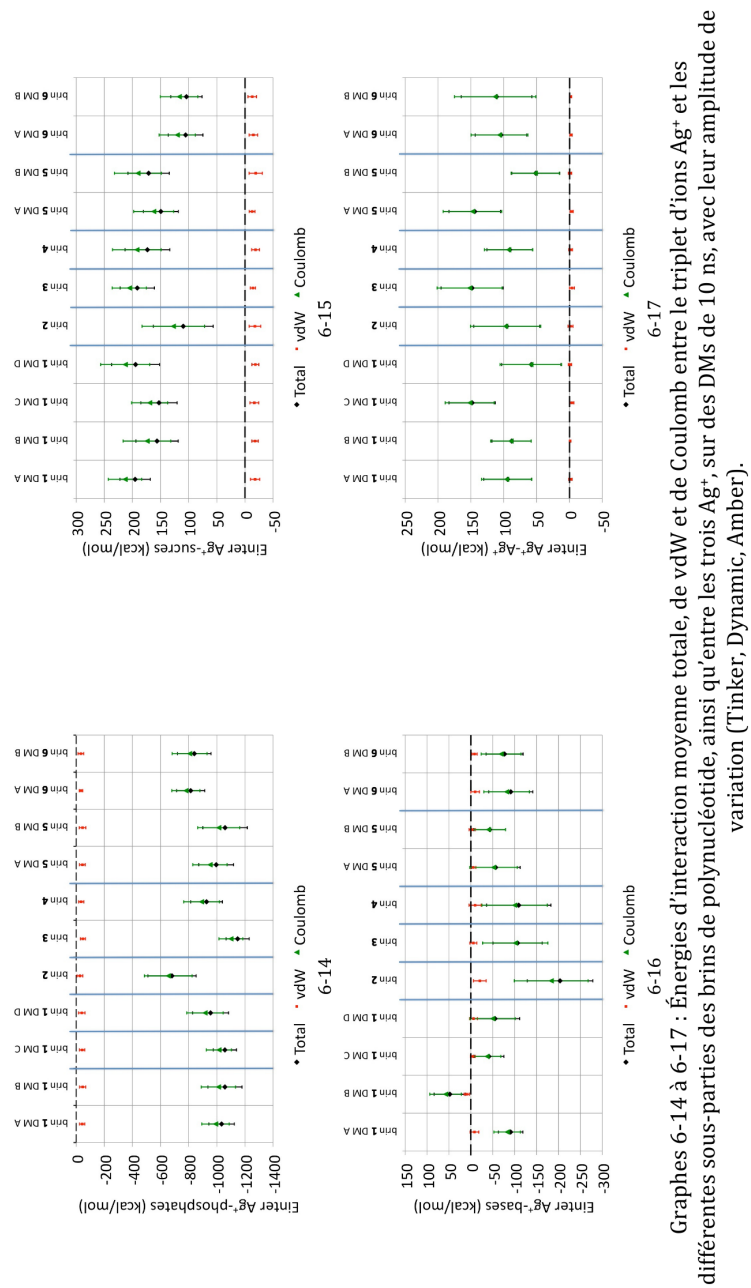 Einter Ag⁺-phosphates (kcal/mol)
0
-200
-400
-600
-800
-1000
-1200
-1400
brin 1 DM A
brin 1 DM B
brin 1 DM C
brin 1 DM D
brin 2
brin 3
brin 4
brin 5 DM A
brin 5 DM B
brin 6 DM A
brin 6 DM B
Total vdW Coulomb
6-14
Einter Ag⁺-sucres (kcal/mol)
300
250
200
150
100
50
0
-50
brin 1 DM A
brin 1 DM B
brin 1 DM C
brin 1 DM D
brin 2
brin 3
brin 4
brin 5 DM A
brin 5 DM B
brin 6 DM A
brin 6 DM B
Total vdW Coulomb
6-15
Einter Ag⁺-bases (kcal/mol)
150
100
50
0
-50
-100
-150
-200
-250
-300
brin 1 DM A
brin 1 DM B
brin 1 DM C
brin 1 DM D
brin 2
brin 3
brin 4
brin 5 DM A
brin 5 DM B
brin 6 DM A
brin 6 DM B
Total vdW Coulomb
6-16
Einter Ag⁺-Ag⁺ (kcal/mol)
250
200
150
100
50
0
-50
brin 1 DM A
brin 1 DM B
brin 1 DM C
brin 1 DM D
brin 2
brin 3
brin 4
brin 5 DM A
brin 5 DM B
brin 6 DM A
brin 6 DM B
Total vdW Coulomb
6-17
Graphes 6-14 à 6-17 : Énergies d'interaction moyenne totale, de vdW et de Coulomb entre le triplet d'ions Ag⁺ et les
différentes sous-parties des brins de polynucléotide, ainsi qu'entre les trois Ag⁺, sur des DMs de 10 ns, avec leur amplitude de
variation (Tinker, Dynamic, Amber).